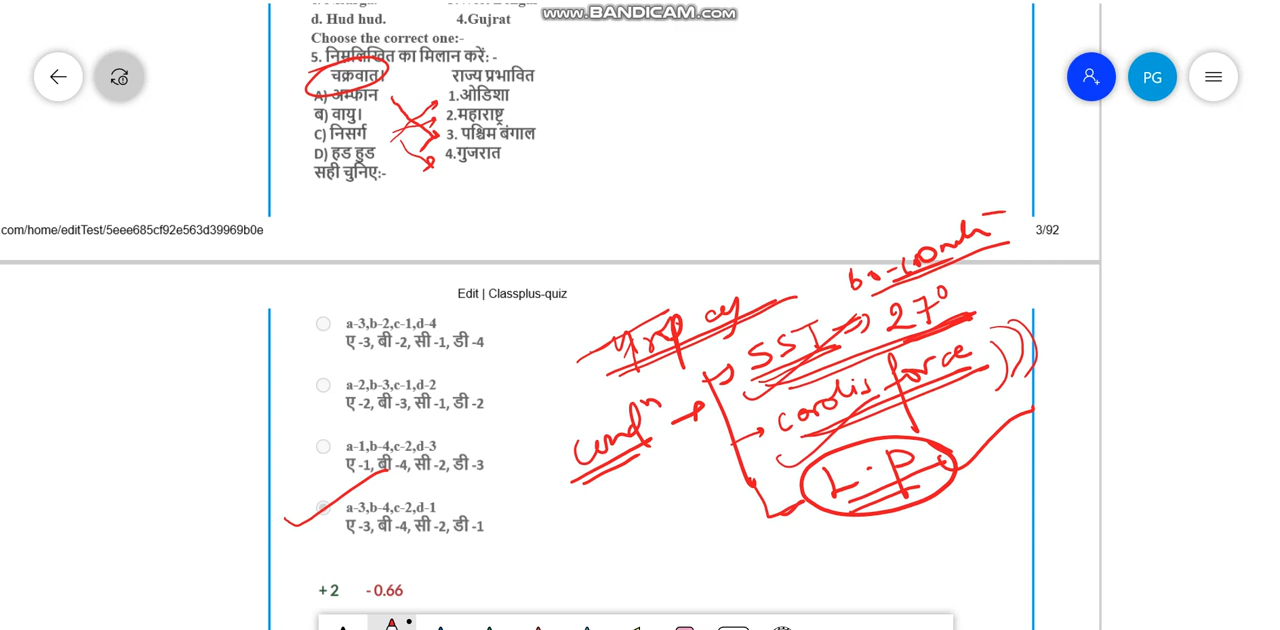 www.BANDICAM.com
d. Hud hud. 4.Gujrat
Choose the correct one:-
5. निम्नलिखित का मिलान करें: -
चक्रवात। राज्य प्रभावित
A) अम्फान 1.ओडिशा
ब) वायु। 2.महाराष्ट्र
C) निसर्ग 3. पश्चिम बंगाल
D) हड हुड 4.गुजरात
सही चुनिए:-
PG
com/home/editTest/5eee685cf92e563d39969b0e 3/92
Edit | Classplus-quiz
a-3,b-2,c-1,d-4
ए -3, बी -2, सी -1, डी -4
a-2,b-3,c-1,d-2
ए -2, बी -3, सी -1, डी -2
a-1,b-4,c-2,d-3
ए -1, बी -4, सी -2, डी -3
a-3,b-4,c-2,d-1
ए -3, बी -4, सी -2, डी -1
SSI ⇒ 27°
force
L.P
+ 2 - 0.66